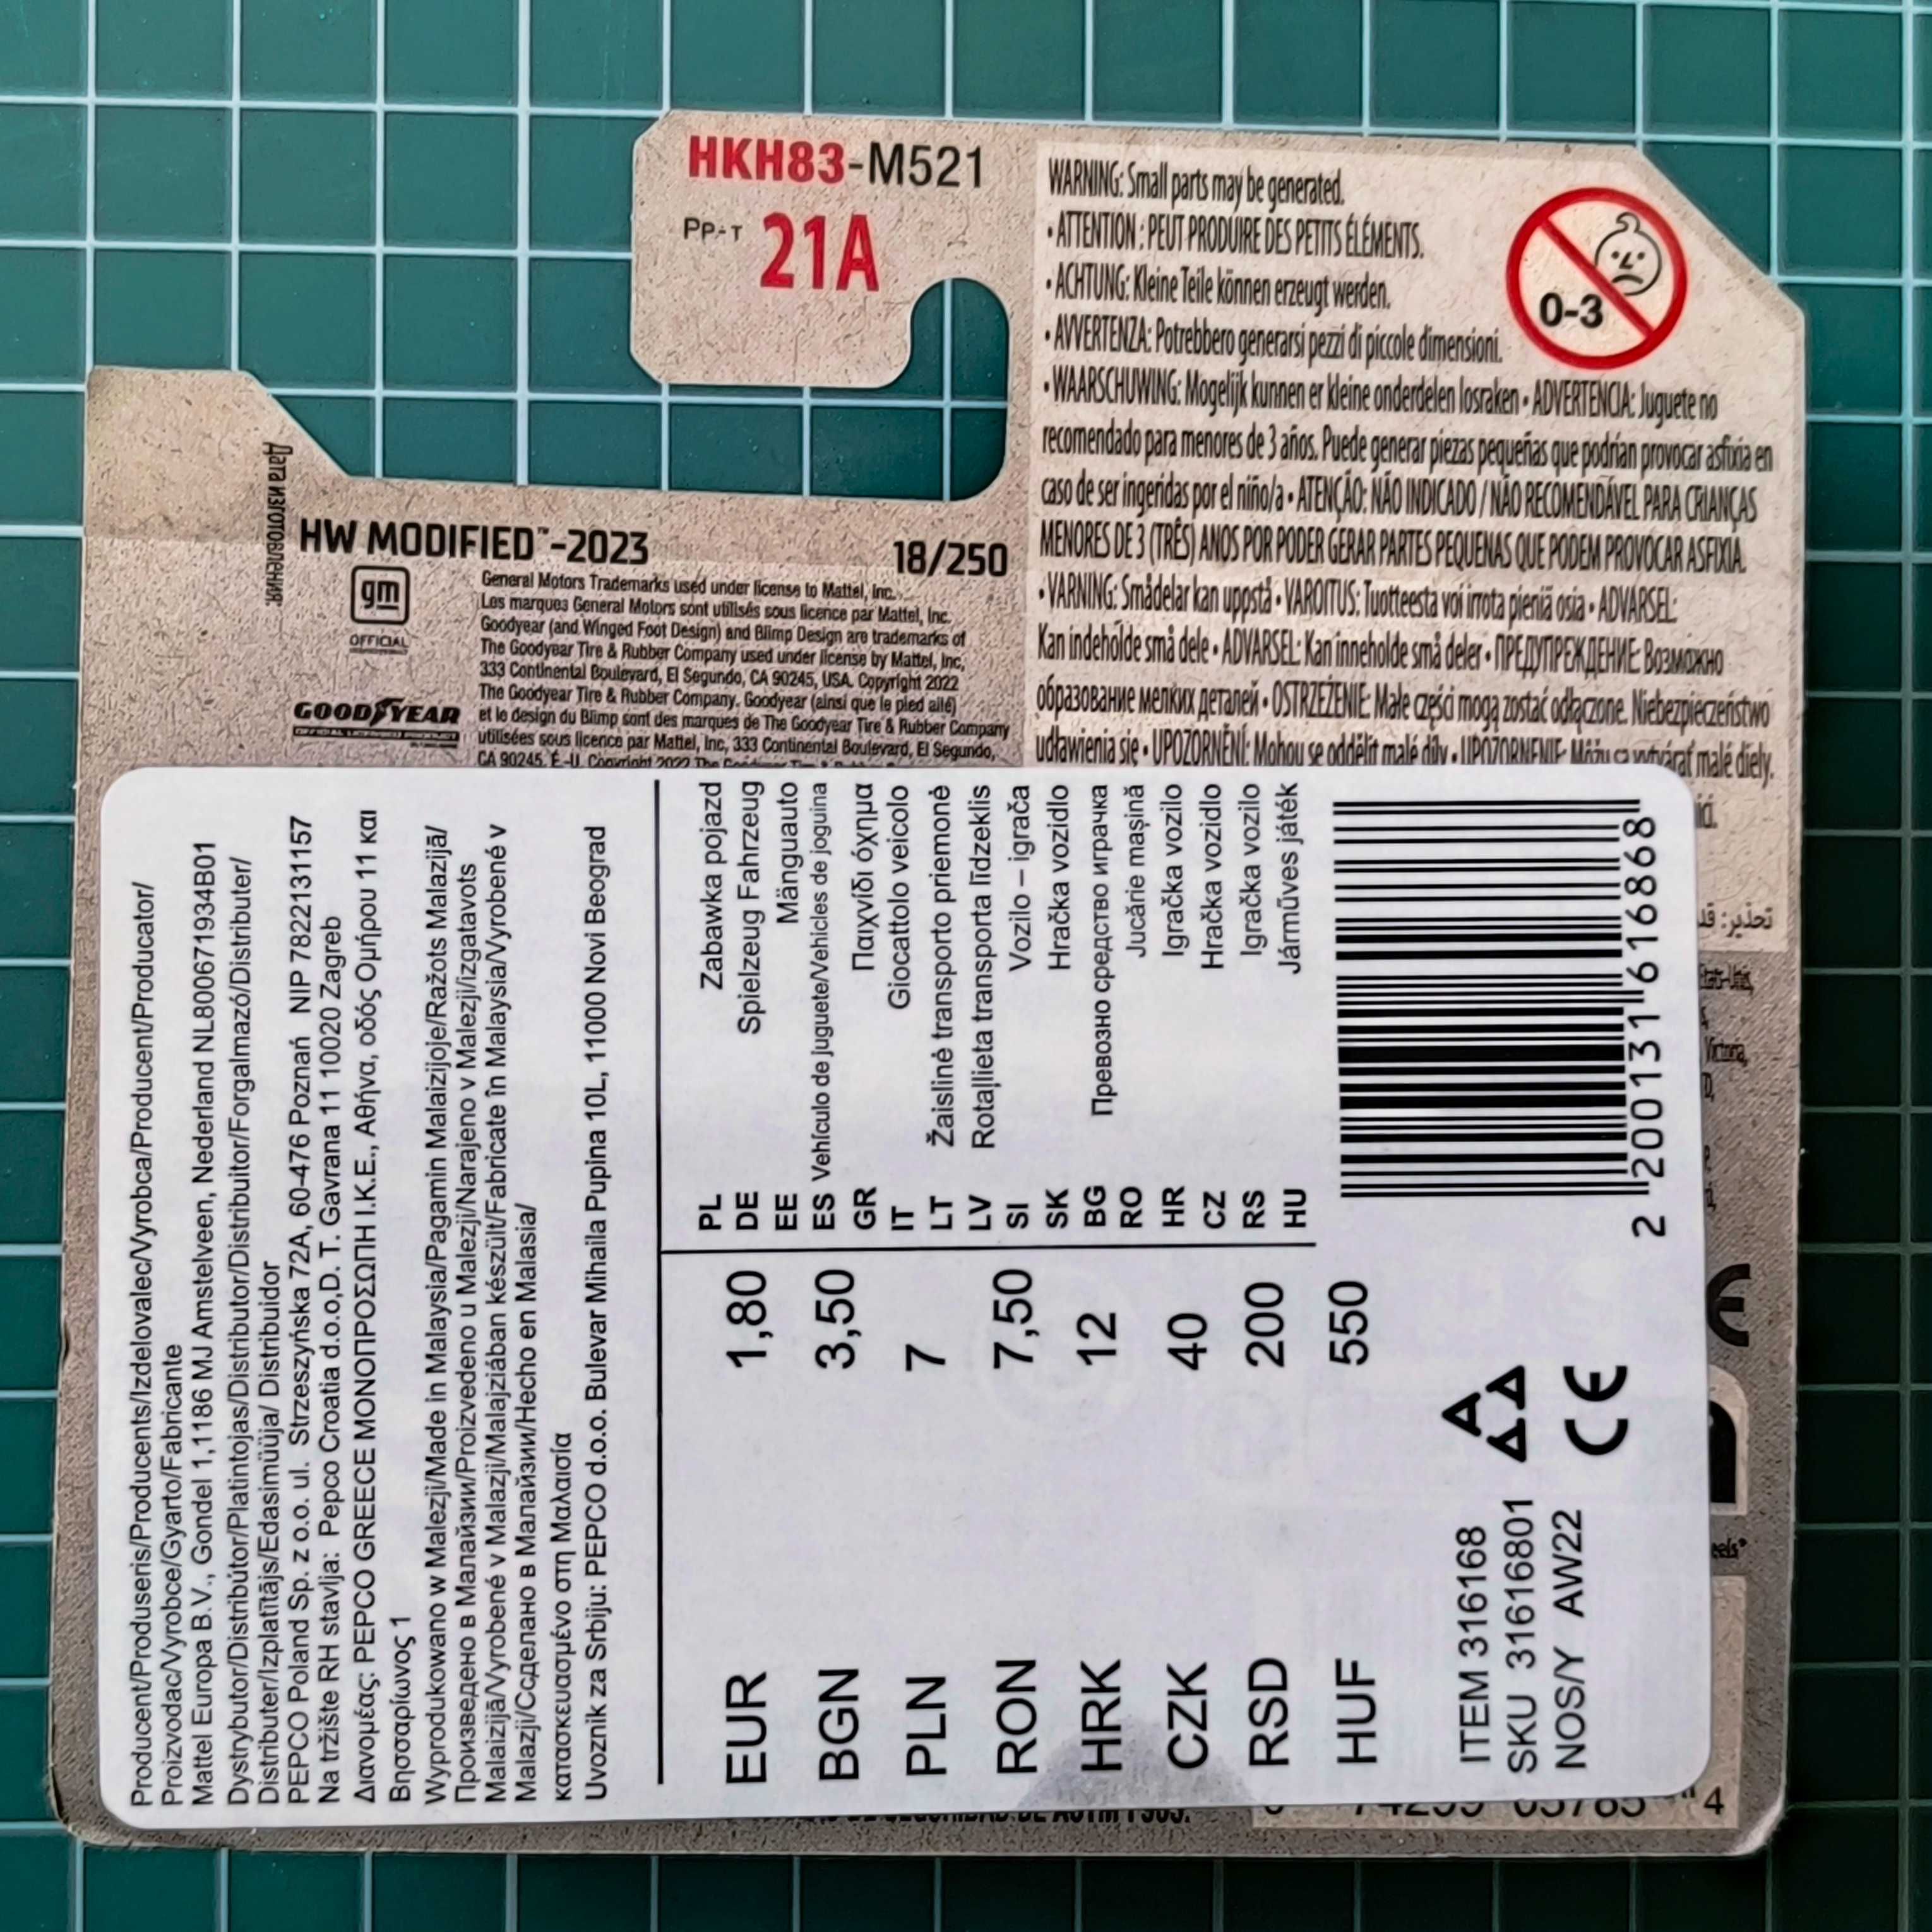 HKH83-M521
PP-T 21A
WARNING: Small parts may be generated.
• ATTENTION : PEUT PRODUIRE DES PETITS ÉLÉMENTS.
• ACHTUNG: Kleine Teile können erzeugt werden.
• AVVERTENZA: Potrebbero generarsi pezzi di piccole dimensioni.
• WAARSCHUWING: Mogelijk kunnen er kleine onderdelen losraken • ADVERTENCIA: Juguete no
recomendado para menores de 3 años. Puede generar piezas pequeñas que podrían provocar asfixia en
caso de ser ingeridas por el niño/a • ATENÇÃO: NÃO INDICADO / NÃO RECOMENDÁVEL PARA CRIANÇAS
MENORES DE 3 (TRÊS) ANOS POR PODER GERAR PARTES PEQUENAS QUE PODEM PROVOCAR ASFIXIA.
• VARNING: Smådelar kan uppstå • VAROITUS: Tuotteesta voi irrota pieniä osia • ADVARSEL:
Kan indeholde små dele • ADVARSEL: Kan inneholde små deler • ПРЕДУПРЕЖДЕНИЕ: Возможно
образование мелких деталей • OSTRZEŻENIE: Małe części mogą zostać odłączone. Niebezpieczeństwo
udławienia się • UPOZORNĚNÍ: Mohou se oddělit malé díly • UPOZORNENIE: Môžu sa vytvárať malé diely.
0-3
Дата изготовления:
HW MODIFIED™-2023
18/250
gm
OFFICIAL
GOODYEAR
General Motors Trademarks used under license to Mattel, Inc.
Les marques General Motors sont utilisés sous licence par Mattel, Inc.
Goodyear (and Winged Foot Design) and Blimp Design are trademarks of
The Goodyear Tire & Rubber Company used under license by Mattel, Inc,
333 Continental Boulevard, El Segundo, CA 90245, USA. Copyright 2022
The Goodyear Tire & Rubber Company. Goodyear (ainsi que le pied ailé)
et le design du Blimp sont des marques de The Goodyear Tire & Rubber Company
utilisées sous licence par Mattel, Inc, 333 Continental Boulevard, El Segundo,
CA 90245, É.-U. Copyright 2022 The
تحذير: قد
Victoria,
Producent/Produseris/Producents/Izdelovalec/Vyrobca/Producent/Producator/
Proizvodac/Vyrobce/Gyarto/Fabricante
Mattel Europa B.V., Gondel 1,1186 MJ Amstelveen, Nederland NL800671934B01
Dystrybutor/Distribútor/Platintojas/Distributor/Distribuitor/Forgalmazó/Distributer/
Distributer/Izplatītājs/Edasimüüja/ Distribuidor
PEPCO Poland Sp. z o.o. ul. Strzeszyńska 72A, 60-476 Poznań NIP 7822131157
Na tržište RH stavlja: Pepco Croatia d.o.o,D. T. Gavrana 11 10020 Zagreb
Διανομέας: PEPCO GREECE ΜΟΝΟΠΡΟΣΩΠΗ Ι.Κ.Ε., Αθήνα, οδός Ομήρου 11 και
Βησσαρίωνος 1
Wyprodukowano w Malezji/Made in Malaysia/Pagamin Malaizijoje/Ražots Malaizijā/
Произведено в Малайзии/Proizvedeno u Malezji/Narajeno v Malezji/izgatavots
Malaizijā/Vyrobené v Malazji/Malajziában készült/Fabricate în Malaysia/Vyrobené v
Malazji/Сделано в Малайзии/Hecho en Malasia/
κατασκευασμένο στη Μαλαισία
Uvoznik za Srbiju: PEPCO d.o.o. Bulevar Mihaila Pupina 10L, 11000 Novi Beograd
EUR 1,80
BGN 3,50
PLN 7
RON 7,50
HRK 12
CZK 40
RSD 200
HUF 550
PL Zabawka pojazd
DE Spielzeug Fahrzeug
EE Mänguauto
ES Vehículo de juguete/Vehicles de joguina
GR Παιχνίδι όχημα
IT Giocattolo veicolo
LT Žaislinė transporto priemonė
LV Rotaļlieta transporta līdzeklis
SI Vozilo – igrača
SK Hračka vozidlo
BG Превозно средство играчка
RO Jucărie mașină
HR Igračka vozilo
CZ Hračka vozidlo
RS Igračka vozilo
HU Járműves játék
ITEM 316168
SKU 31616801
NOS/Y AW22
CE
2 200131 616868
4